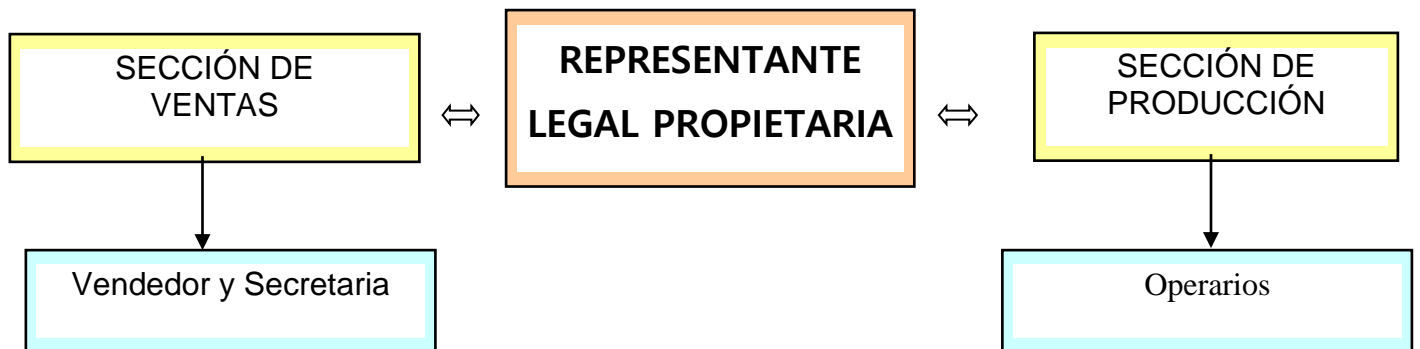 SECCIÓN DE
VENTAS
REPRESENTANTE
LEGAL PROPIETARIA
SECCIÓN DE
PRODUCCIÓN
Vendedor y Secretaria
Operarios